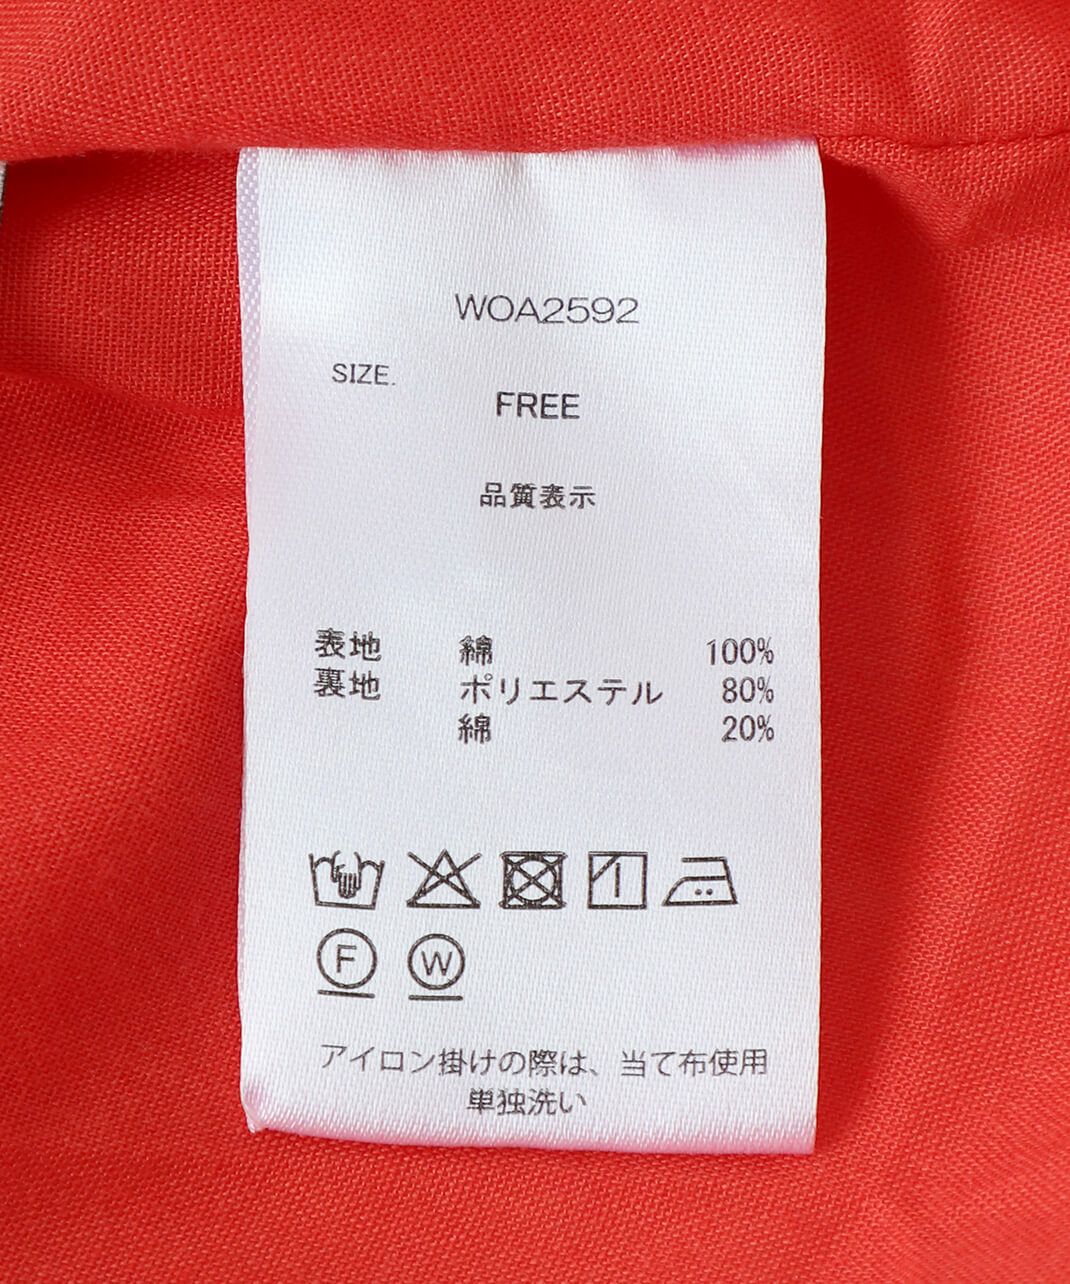 WOA2592
SIZE.
FREE
品質表示
表地 綿 100%
裏地 ポリエステル 80%
綿 20%
F W
アイロン掛けの際は、当て布使用
単独洗い